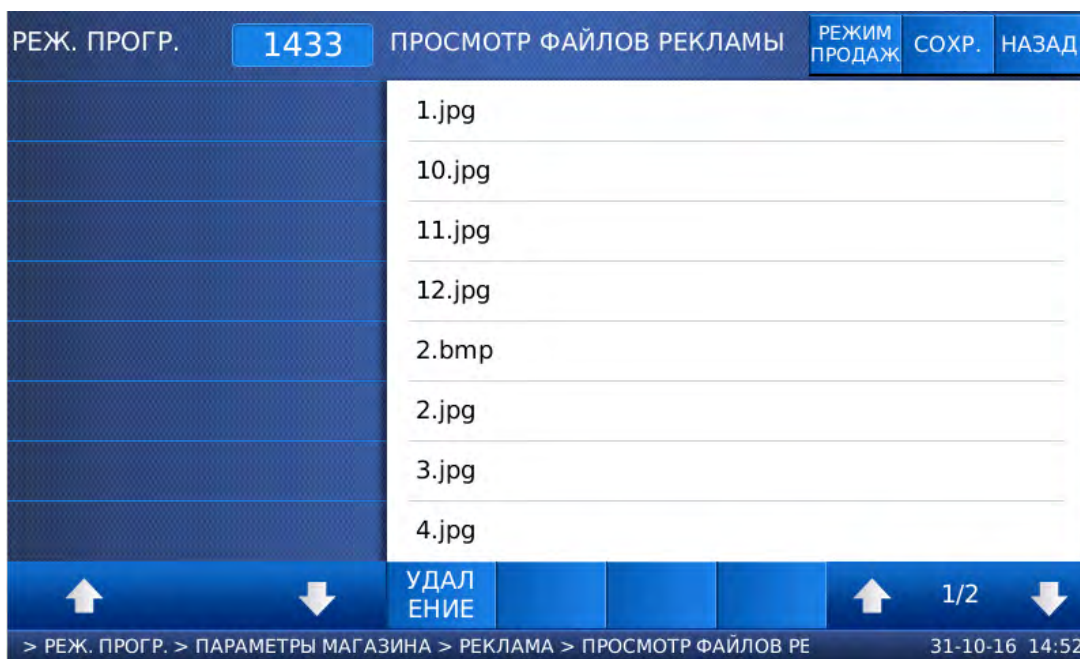 РЕЖ. ПРОГР. 1433 ПРОСМОТР ФАЙЛОВ РЕКЛАМЫ РЕЖИМ ПРОДАЖ СОХР. НАЗАД
1.jpg
10.jpg
11.jpg
12.jpg
2.bmp
2.jpg
3.jpg
4.jpg
УДАЛ
ЕНИЕ
1/2
> РЕЖ. ПРОГР. > ПАРАМЕТРЫ МАГАЗИНА > РЕКЛАМА > ПРОСМОТР ФАЙЛОВ РЕ 31-10-16 14:52